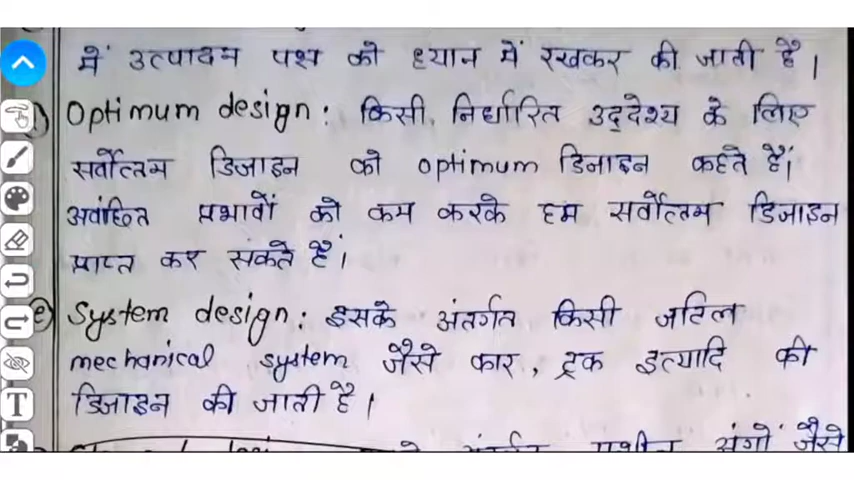 में उत्पादन पक्ष को ध्यान में रखकर की जाती है।
d) Optimum design: किसी निर्धारित उद्देश्य के लिए
सर्वोत्तम डिजाइन को optimum डिजाइन कहते हैं।
अवांछित प्रभावों को कम करके हम सर्वोत्तम डिजाइन
प्राप्त कर सकते हैं।
e) System design: इसके अंतर्गत किसी जटिल
mechanical system जैसे कार, ट्रक इत्यादि की
डिजाइन की जाती है।
अंगों जैसे
T